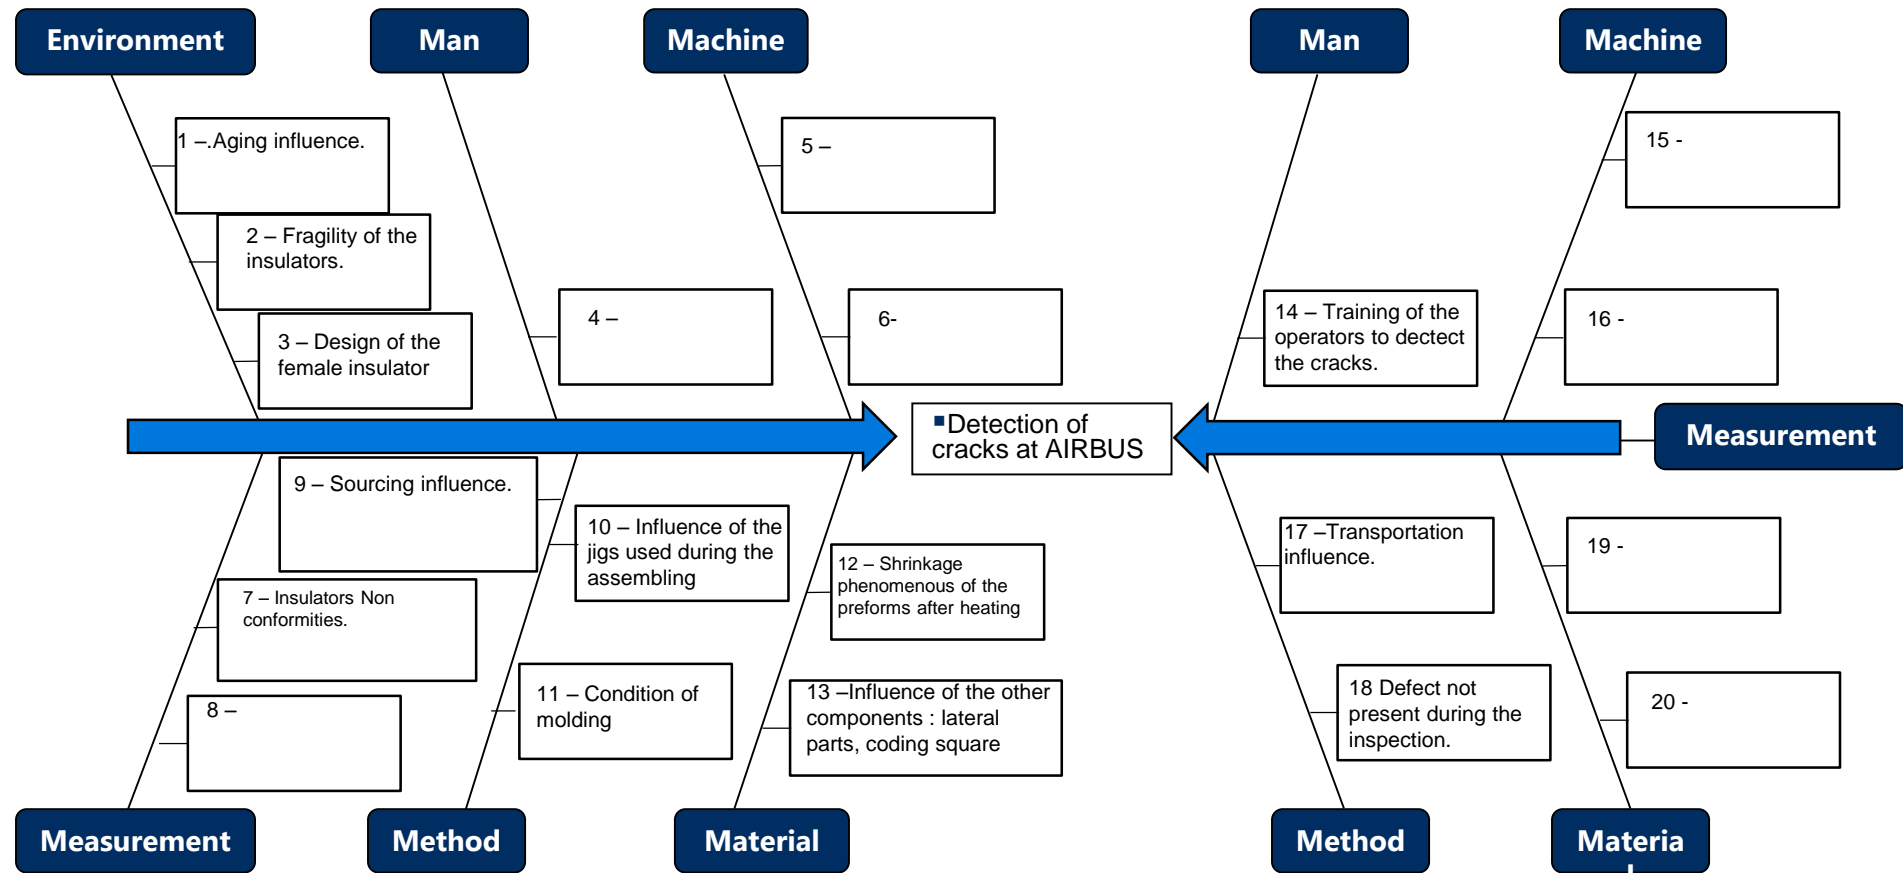 Environment
Man
Machine
Man
Machine
1 –.Aging influence.
2 – Fragility of the
insulators.
3 – Design of the
female insulator
4 –
5 –
6-
14 – Training of the
operators to dectect
the cracks.
15 -
16 -
▪Detection of
cracks at AIRBUS
Measurement
9 – Sourcing influence.
10 – Influence of the
jigs used during the
assembling
7 – Insulators Non
conformities.
8 –
11 – Condition of
molding
12 – Shrinkage
phenomenous of the
preforms after heating
13 –Influence of the other
components : lateral
parts, coding square
17 –Transportation
influence.
18 Defect not
present during the
inspection.
19 -
20 -
Measurement
Method
Material
Method
Materia
l